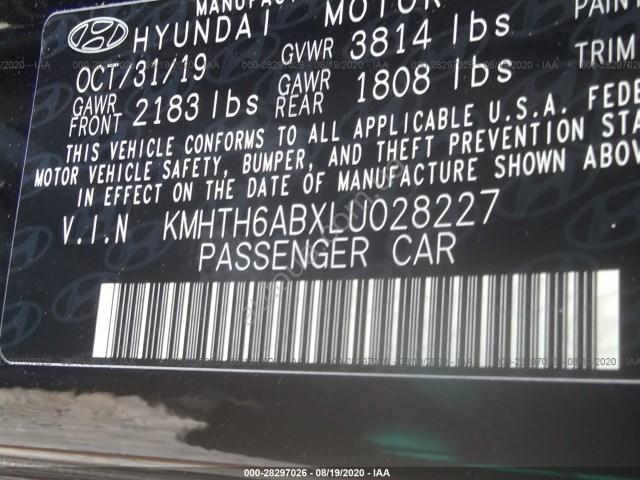 HYUNDAI MOTOR
OCT/31/19 GVWR 3814 lbs
GAWR FRONT 2183 lbs GAWR REAR 1808 lbs
TRIM
THIS VEHICLE CONFORMS TO ALL APPLICABLE U.S.A. FEDE
MOTOR VEHICLE SAFETY, BUMPER, AND THEFT PREVENTION STA
IN EFFECT ON THE DATE OF MANUFACTURE SHOWN ABOV
V.I.N KMHTH6ABXLU028227
PASSENGER CAR
000-28297026 - 08/19/2020 - IAA